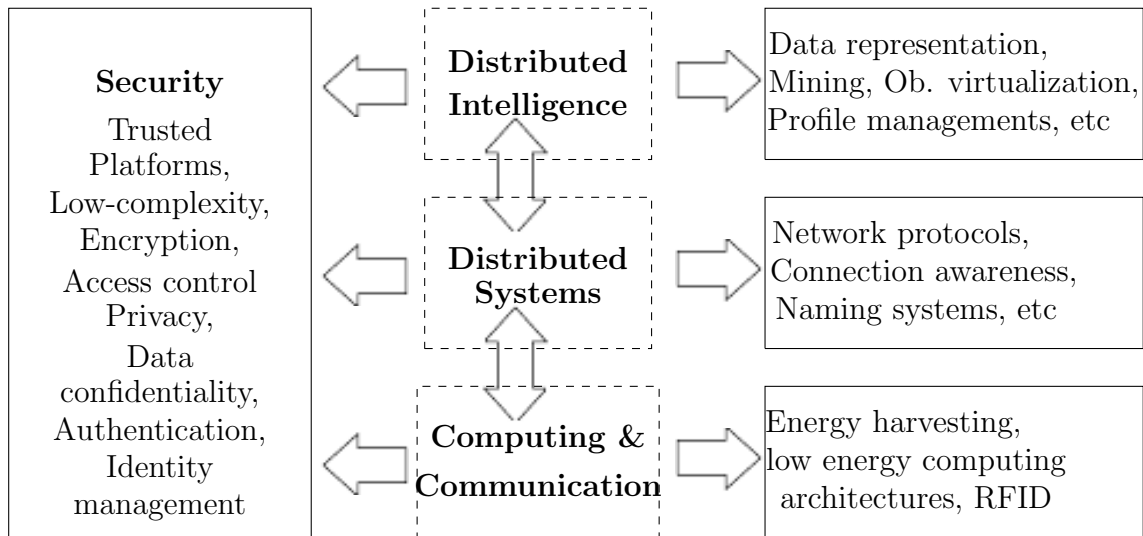 Security
Trusted
Platforms,
Low-complexity,
Encryption,
Access control
Privacy,
Data
confidentiality,
Authentication,
Identity
management
Distributed
Intelligence
Distributed
Systems
Computing &
Communication
Data representation,
Mining, Ob. virtualization,
Profile managements, etc
Network protocols,
Connection awareness,
Naming systems, etc
Energy harvesting,
low energy computing
architectures, RFID